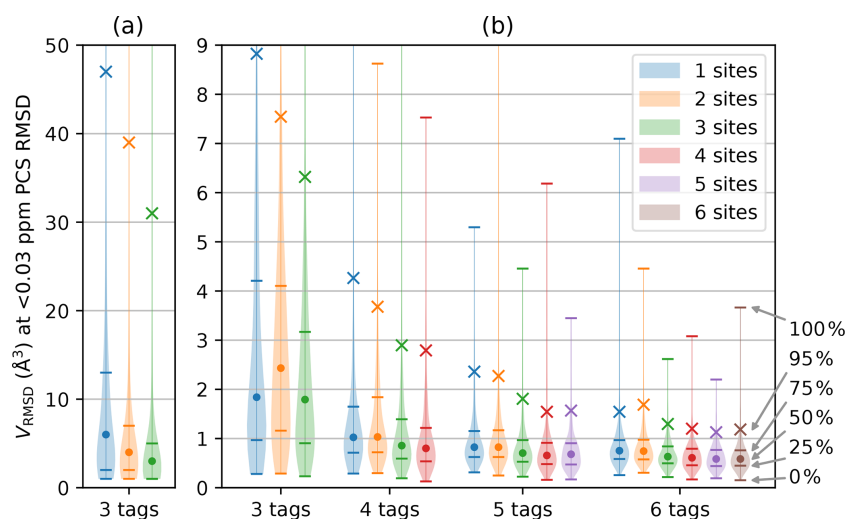 (a)
(b)
V_RMSD (Å³) at <0.03 ppm PCS RMSD
50
40
30
20
10
0
3 tags
9
8
7
6
5
4
3
2
1
0
3 tags
4 tags
5 tags
6 tags
1 sites
2 sites
3 sites
4 sites
5 sites
6 sites
100%
95%
75%
50%
25%
0%